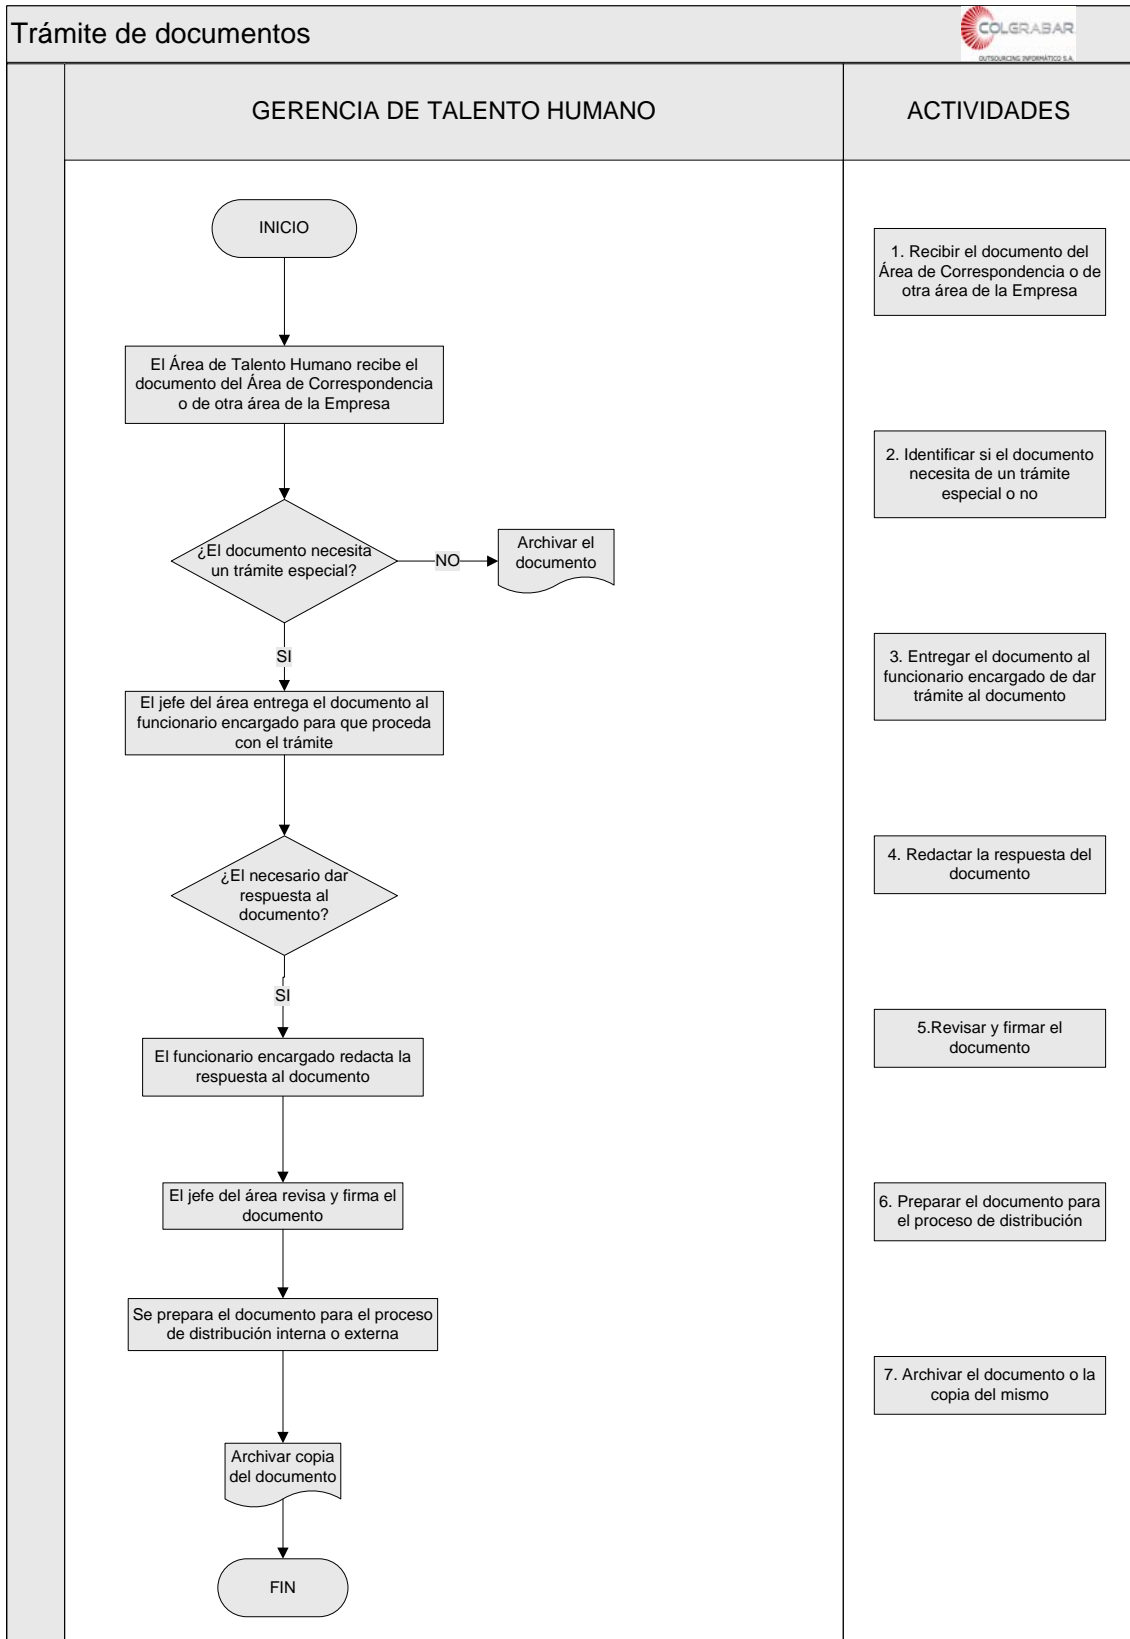 Trámite de documentos
COLGRABAR
OUTSOURCING INFORMÁTICO S.A.
GERENCIA DE TALENTO HUMANO
ACTIVIDADES
INICIO
El Área de Talento Humano recibe el
documento del Área de Correspondencia
o de otra área de la Empresa
¿El documento necesita
un trámite especial?
NO
Archivar el
documento
SI
El jefe del área entrega el documento al
funcionario encargado para que proceda
con el trámite
¿El necesario dar
respuesta al
documento?
SI
El funcionario encargado redacta la
respuesta al documento
El jefe del área revisa y firma el
documento
Se prepara el documento para el proceso
de distribución interna o externa
Archivar copia
del documento
FIN
1. Recibir el documento del
Área de Correspondencia o de
otra área de la Empresa
2. Identificar si el documento
necesita de un trámite
especial o no
3. Entregar el documento al
funcionario encargado de dar
trámite al documento
4. Redactar la respuesta del
documento
5.Revisar y firmar el
documento
6. Preparar el documento para
el proceso de distribución
7. Archivar el documento o la
copia del mismo